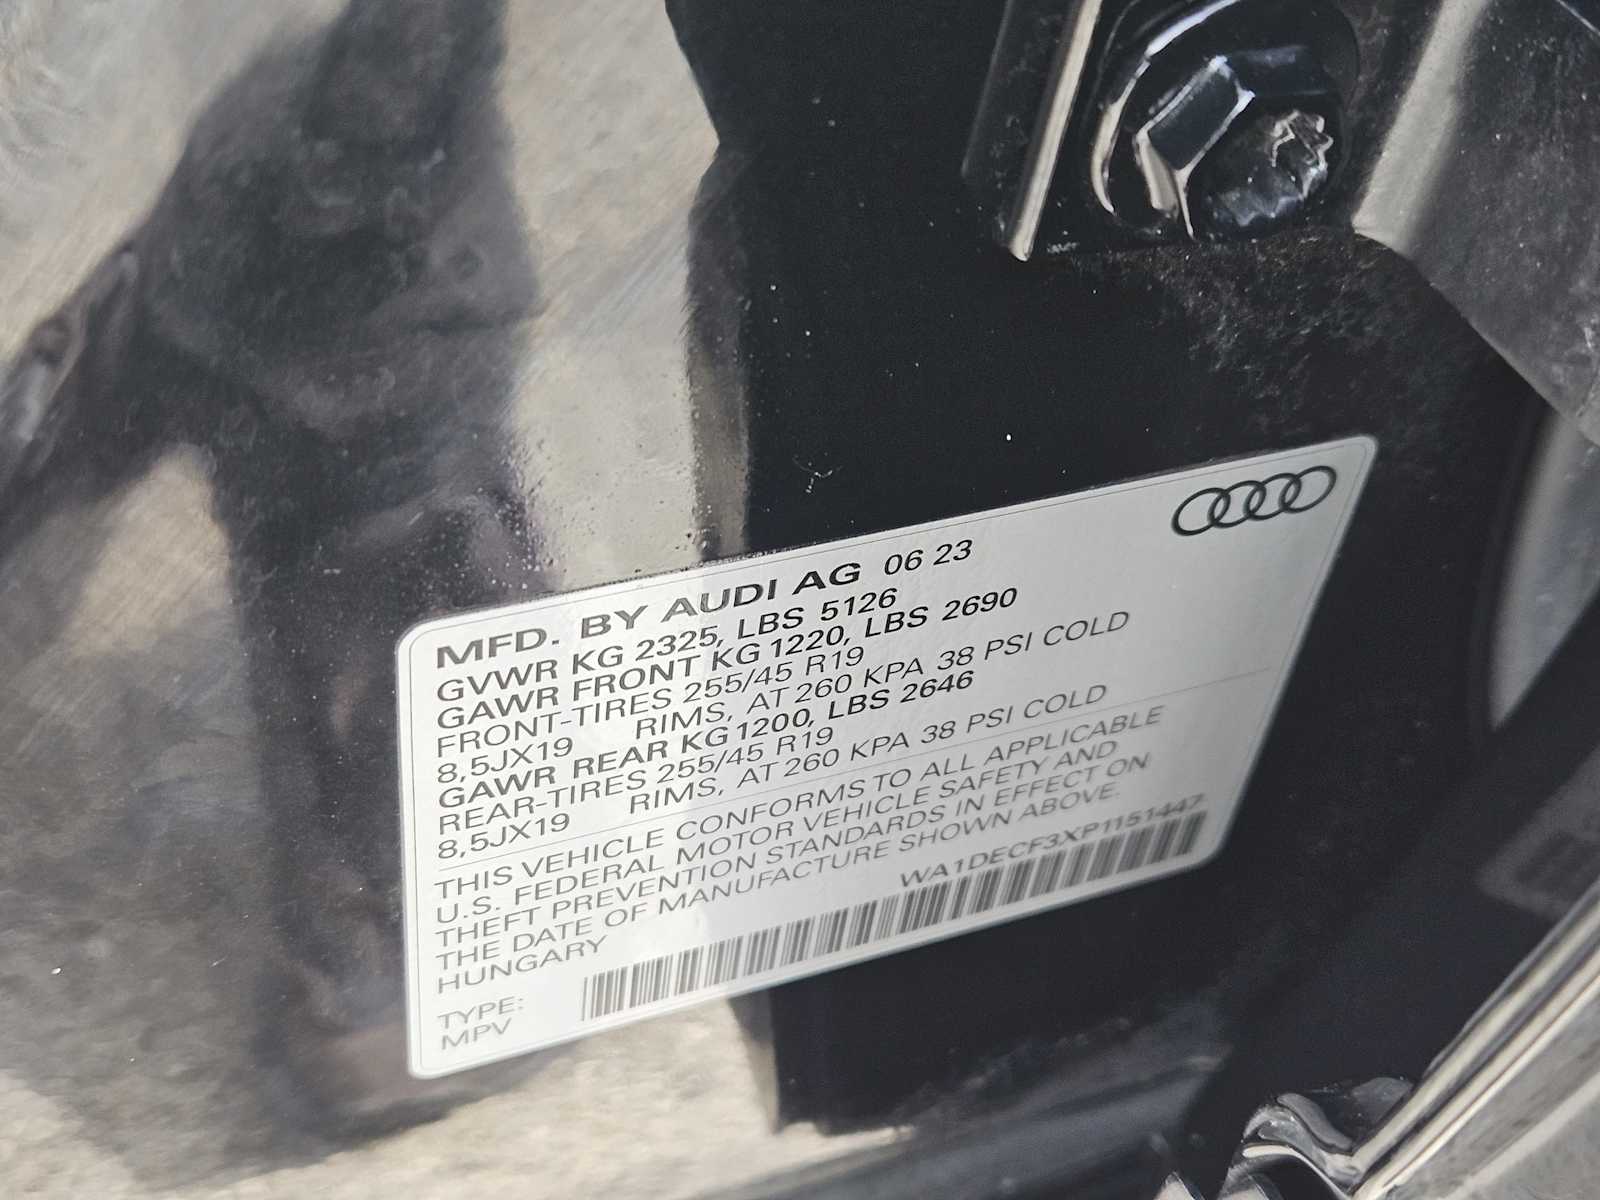 MFD. BY AUDI AG 06 23
GVWR KG 2325, LBS 5126
GAWR FRONT KG 1220, LBS 2690
FRONT-TIRES 255/45 R19
8,5JX19 RIMS, AT 260 KPA 38 PSI COLD
GAWR REAR KG 1200, LBS 2646
REAR-TIRES 255/45 R19
8,5JX19 RIMS, AT 260 KPA 38 PSI COLD
THIS VEHICLE CONFORMS TO ALL APPLICABLE
U.S. FEDERAL MOTOR VEHICLE SAFETY AND
THEFT PREVENTION STANDARDS IN EFFECT ON
THE DATE OF MANUFACTURE SHOWN ABOVE.
HUNGARY WA1DECF3XP1151447
TYPE:
MPV